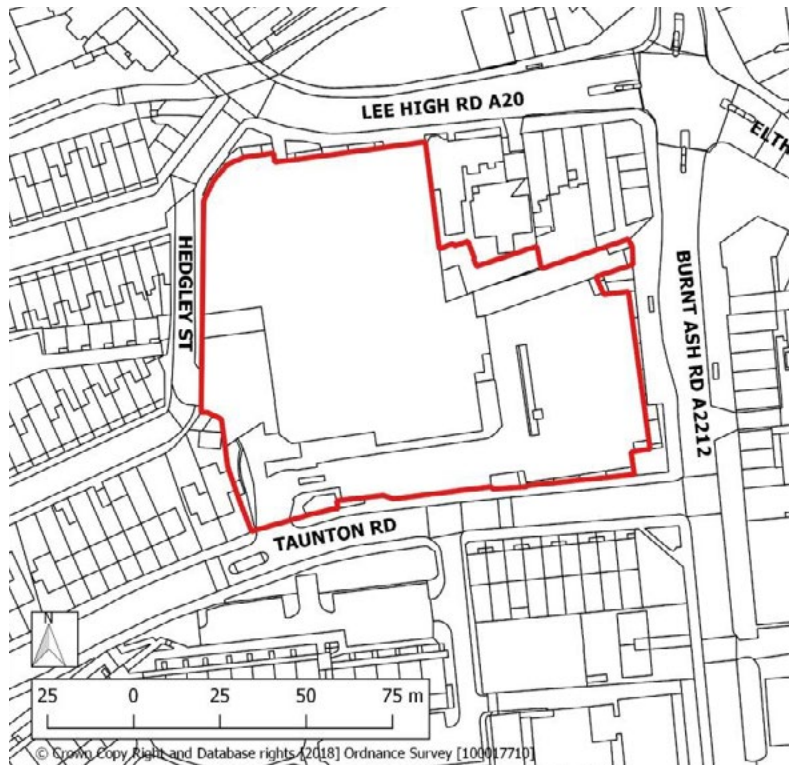 LEE HIGH RD A20
ELTH
HEDGLEY ST
BURNT ASH RD A2212
TAUNTON RD
N
25 0 25 50 75 m
© Crown Copy Right and Database rights [2018] Ordnance Survey [100017710]